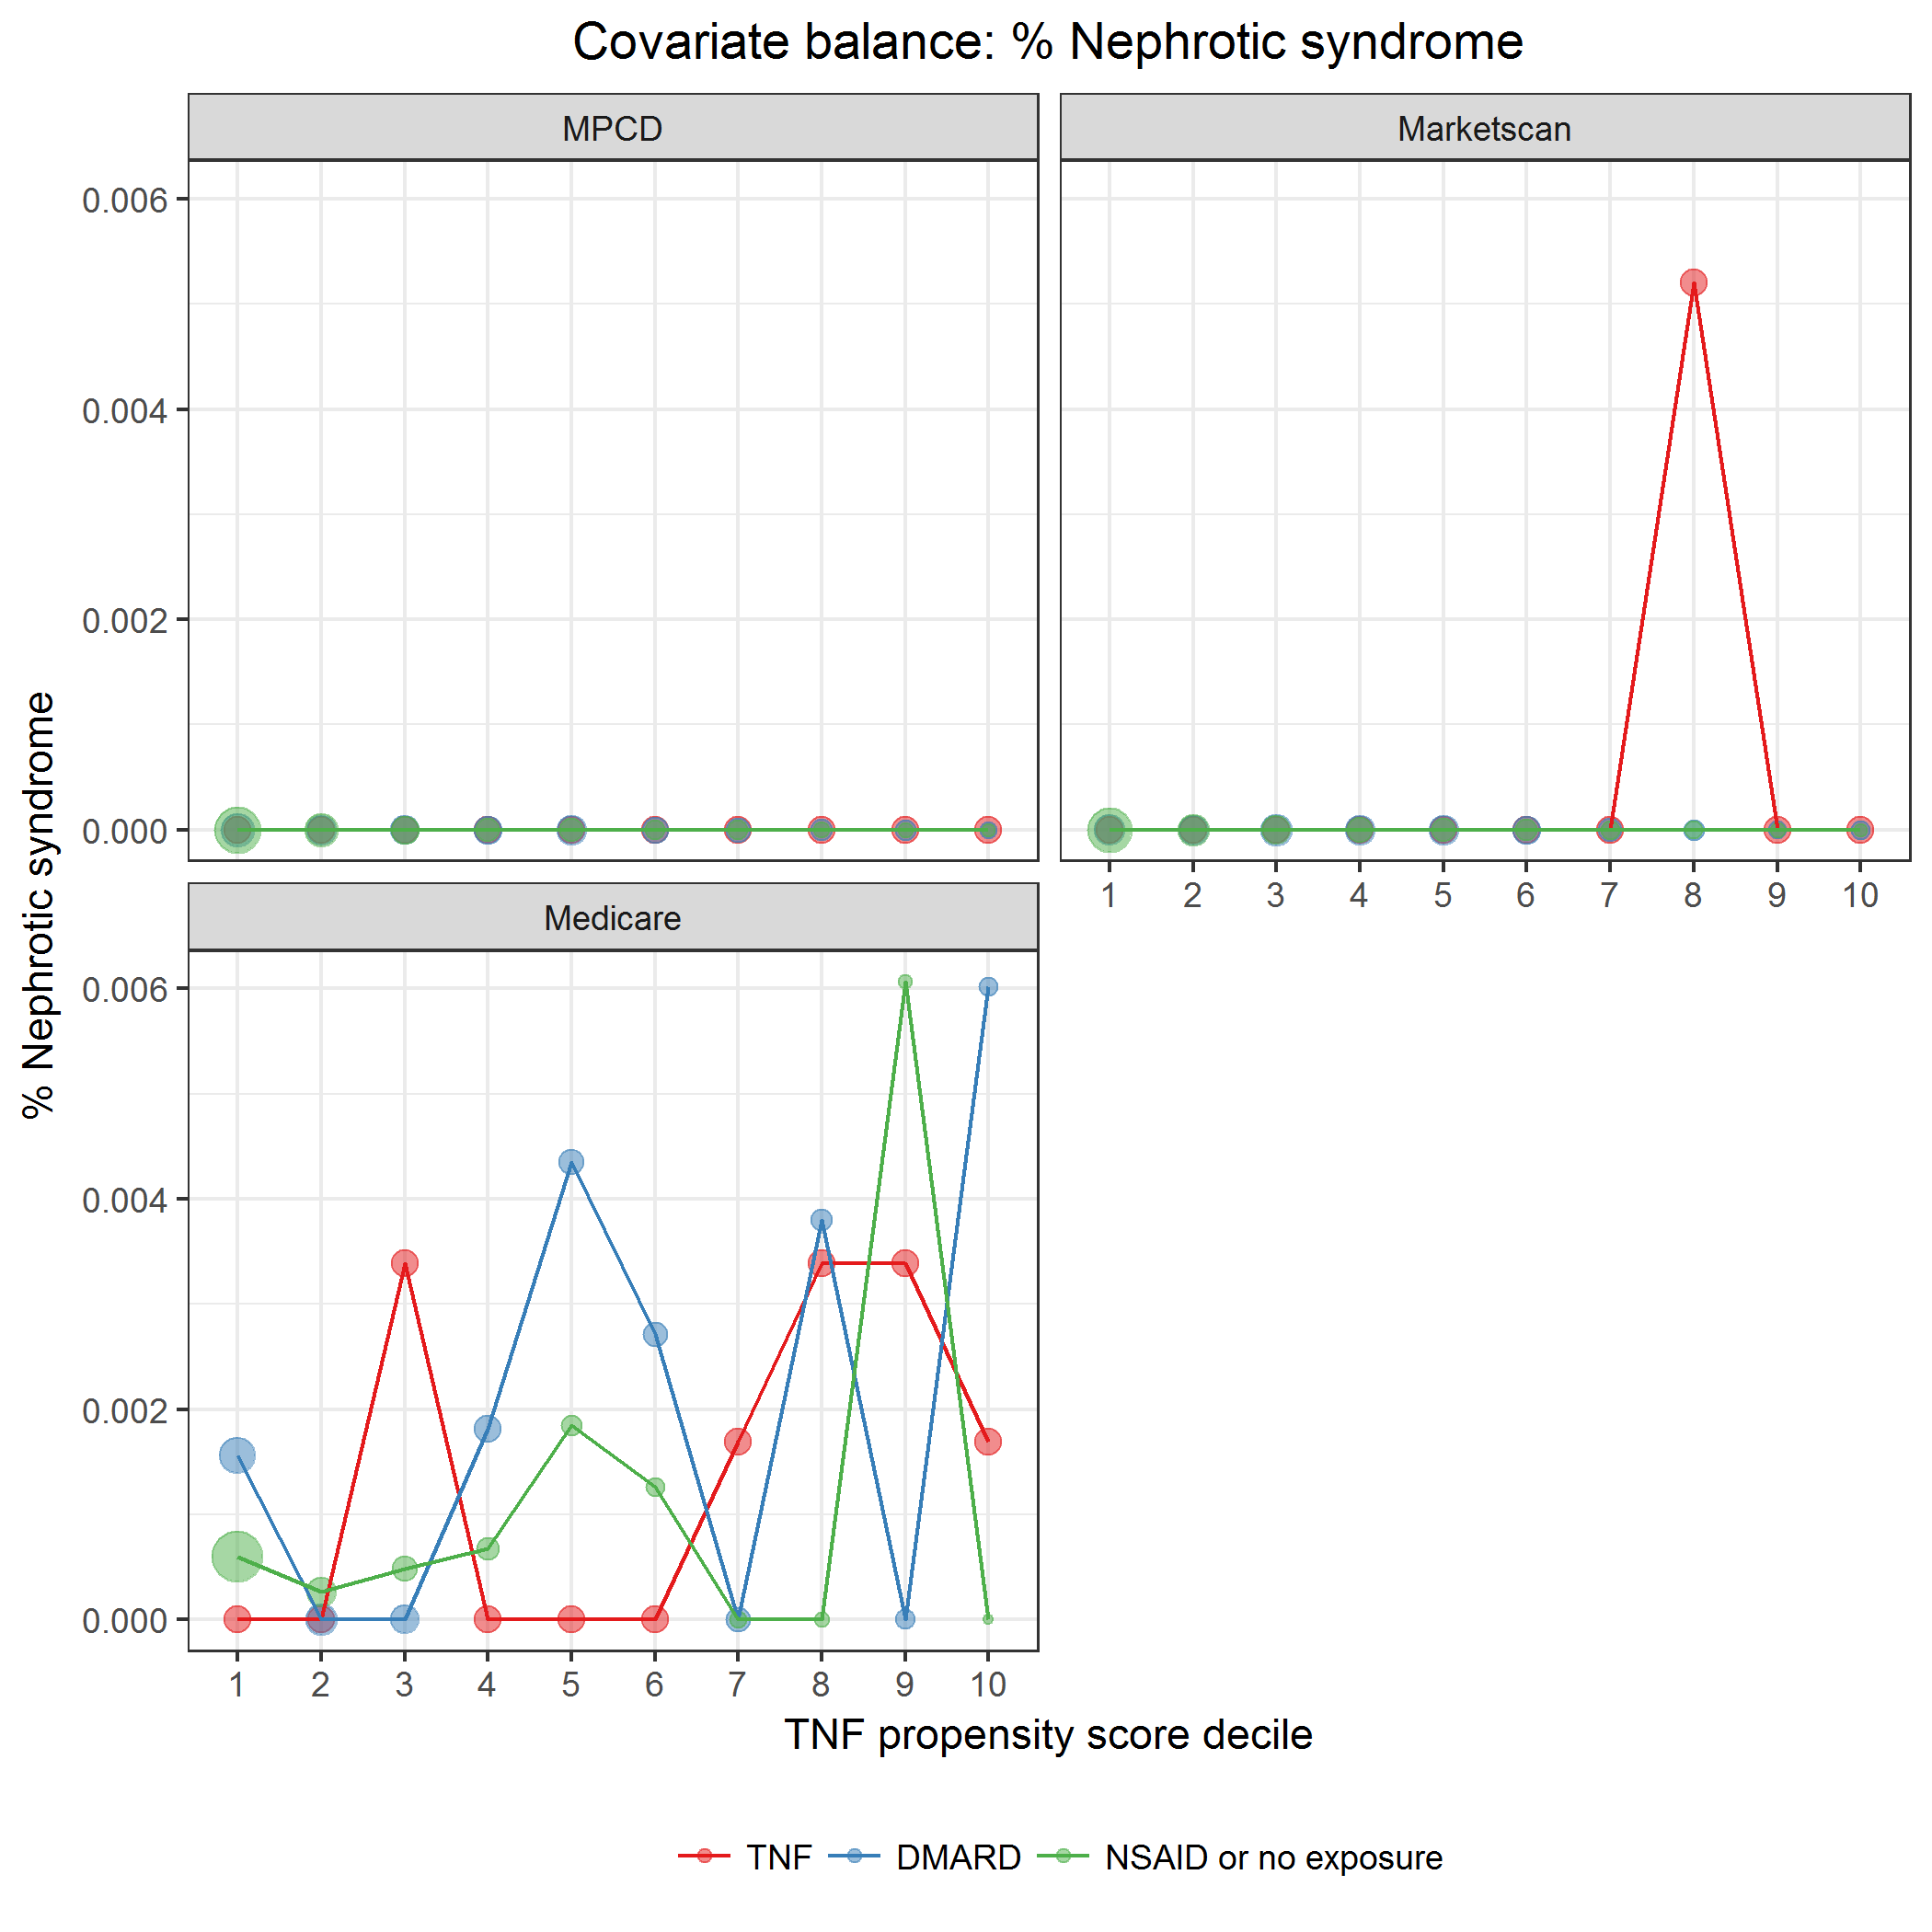 Covariate balance: % Nephrotic syndrome
MPCD
Marketscan
0.006
0.004
0.002
0.000
1 2 3 4 5 6 7 8 9 10
Medicare
0.006
0.004
0.002
0.000
1 2 3 4 5 6 7 8 9 10
% Nephrotic syndrome
TNF propensity score decile
TNF DMARD NSAID or no exposure